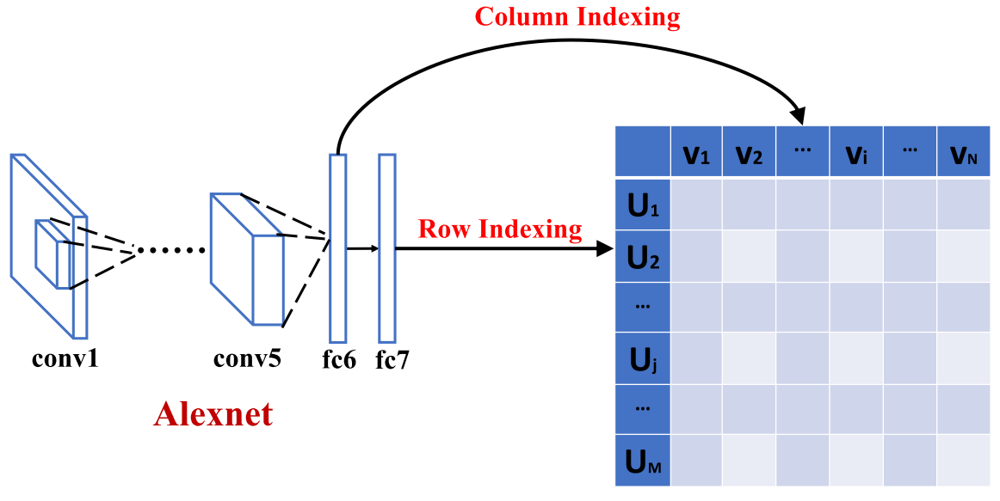 Column Indexing
Row Indexing
conv1
conv5
fc6
fc7
Alexnet
V1 V2 ... Vi ... VN
U1
U2
...
Uj
...
UM